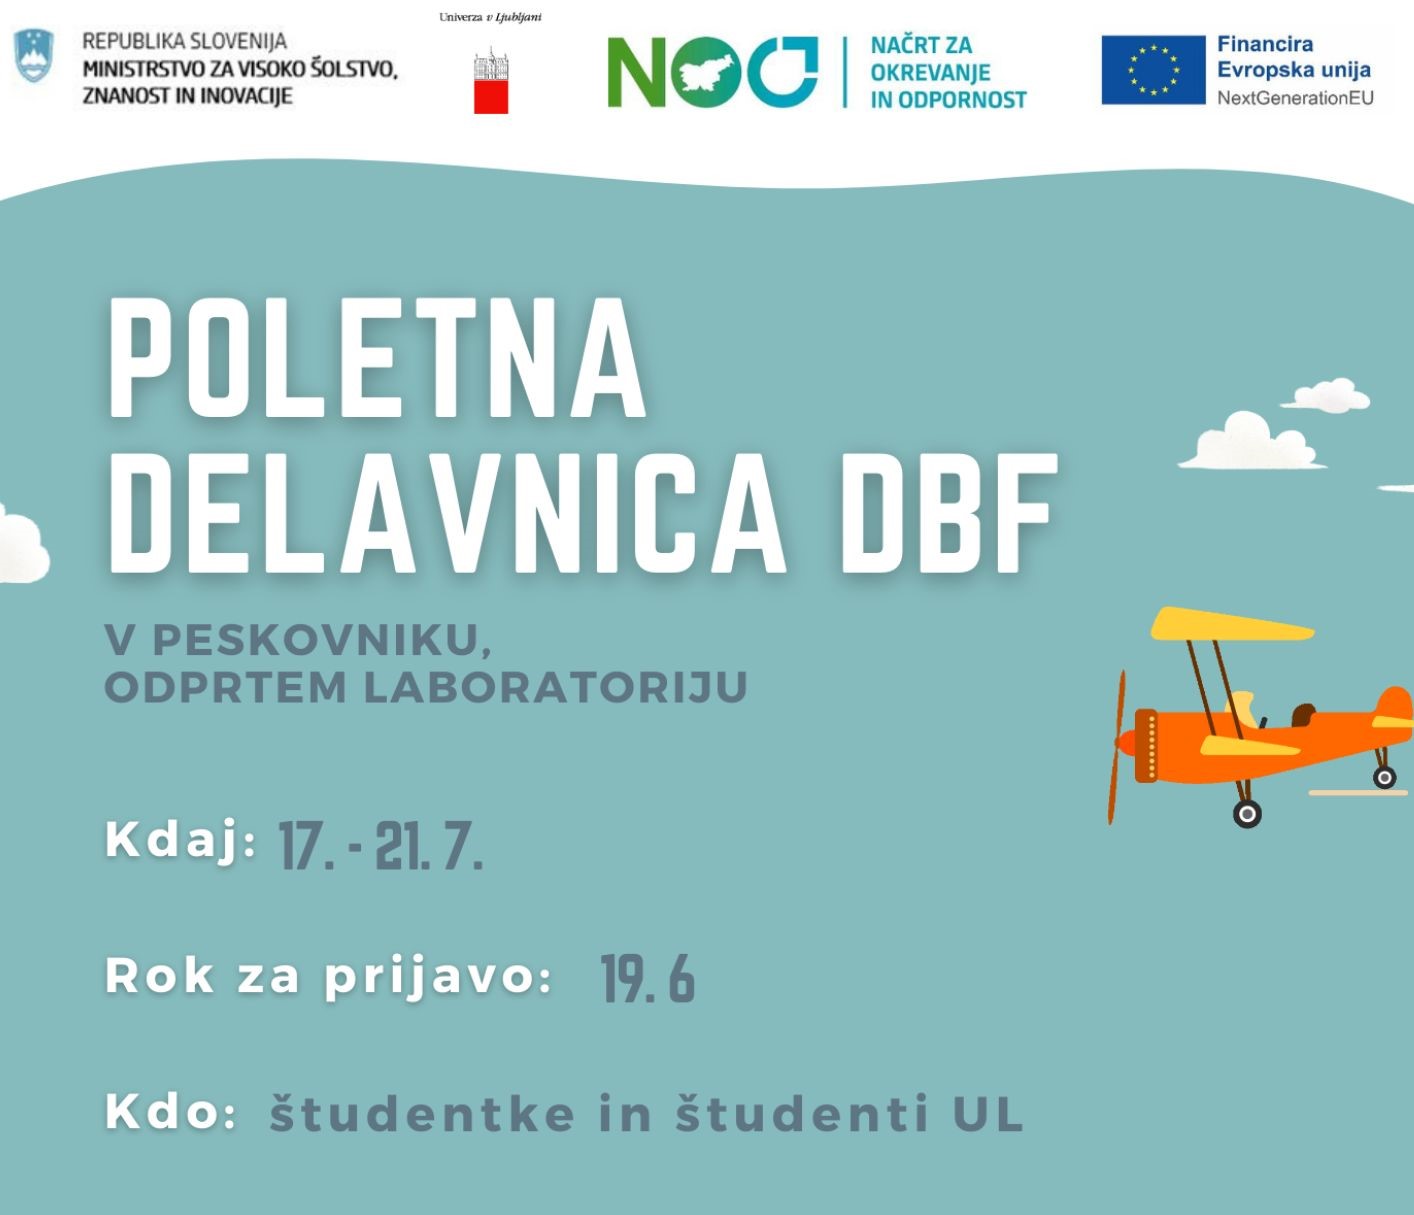 REPUBLIKA SLOVENIJA
MINISTRSTVO ZA VISOKO ŠOLSTVO,
ZNANOST IN INOVACIJE
Univerza v Ljubljani
NOO
NAČRT ZA
OKREVANJE
IN ODPORNOST
Financira
Evropska unija
NextGenerationEU
POLETNA
DELAVNICA DBF
V PESKOVNIKU,
ODPRTEM LABORATORIJU
Kdaj: 17. - 21. 7.
Rok za prijavo: 19. 6
Kdo: študentke in študenti UL